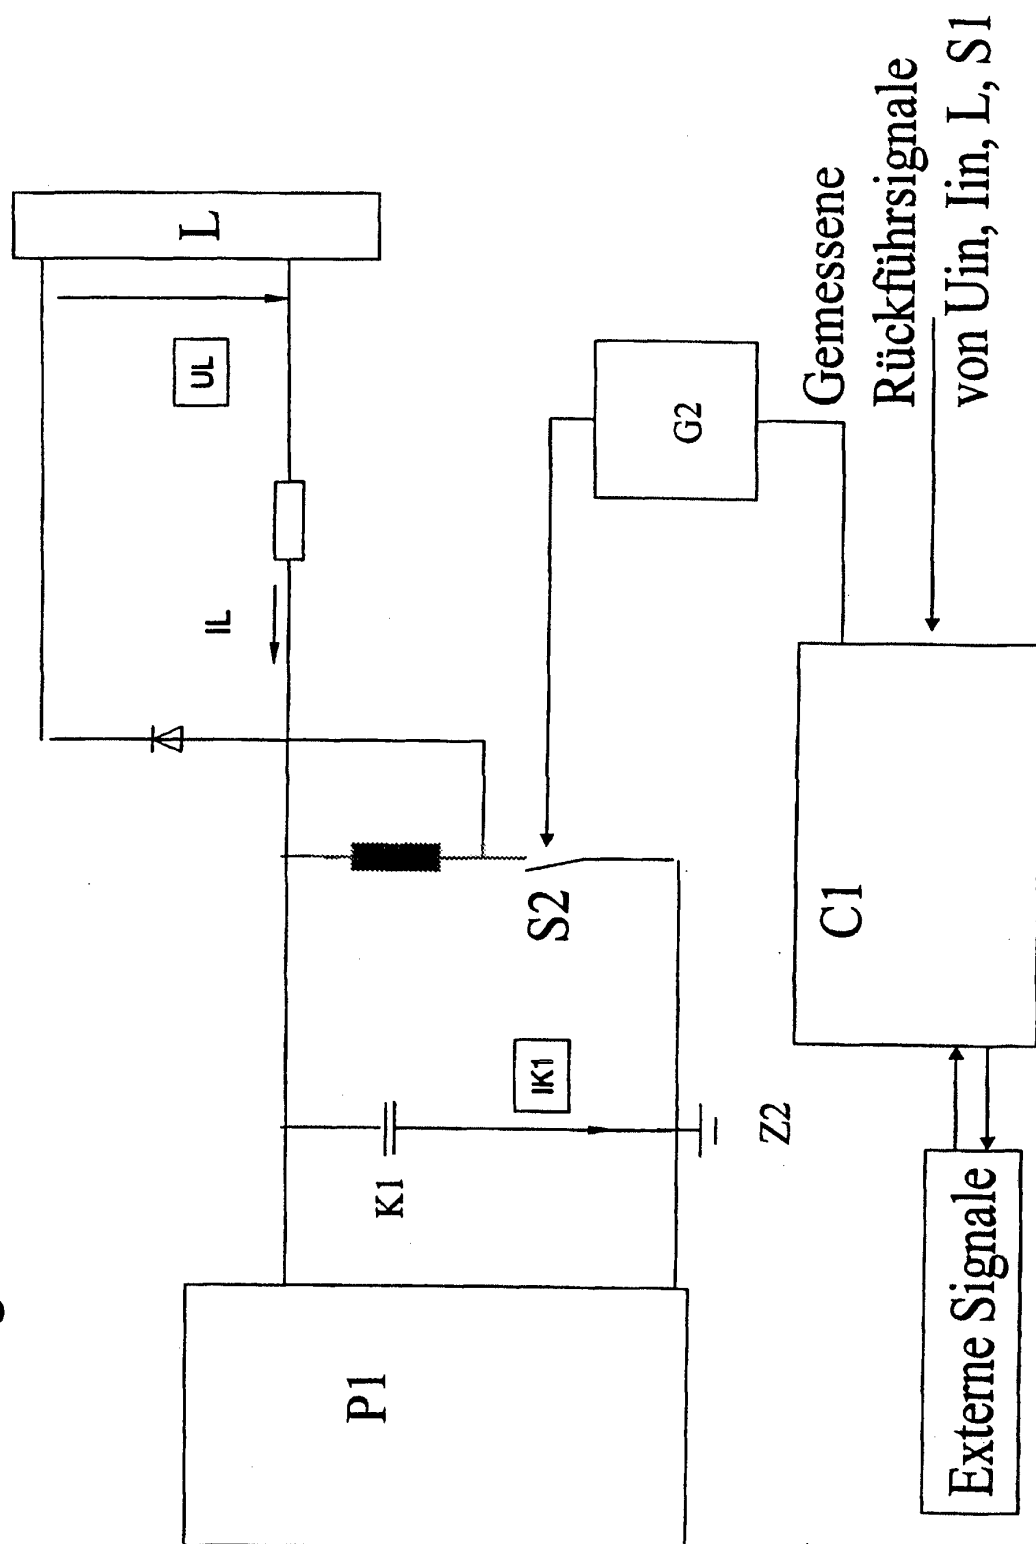 L
UL
IL
G2
Gemessene
Rückführsignale
von Uin, Iin, L, S1
S2
C1
IK1
K1
Z2
P1
Externe Signale